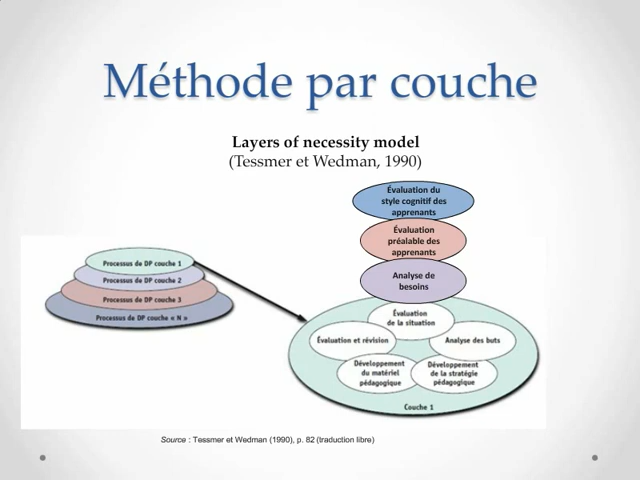 Méthode par couche
Layers of necessity model
(Tessmer et Wedman, 1990)
Évaluation du
style cognitif des
apprenants
Évaluation
préalable des
apprenants
Analyse de
besoins
Processus de DP couche 1
Processus de DP couche 2
Processus de DP couche 3
Processus de DP couche « N »
Évaluation
de la situation
Évaluation et révision
Analyse des buts
Développement
du matériel
pédagogique
Développement
de la stratégie
pédagogique
Couche 1
Source : Tessmer et Wedman (1990), p. 82 (traduction libre)